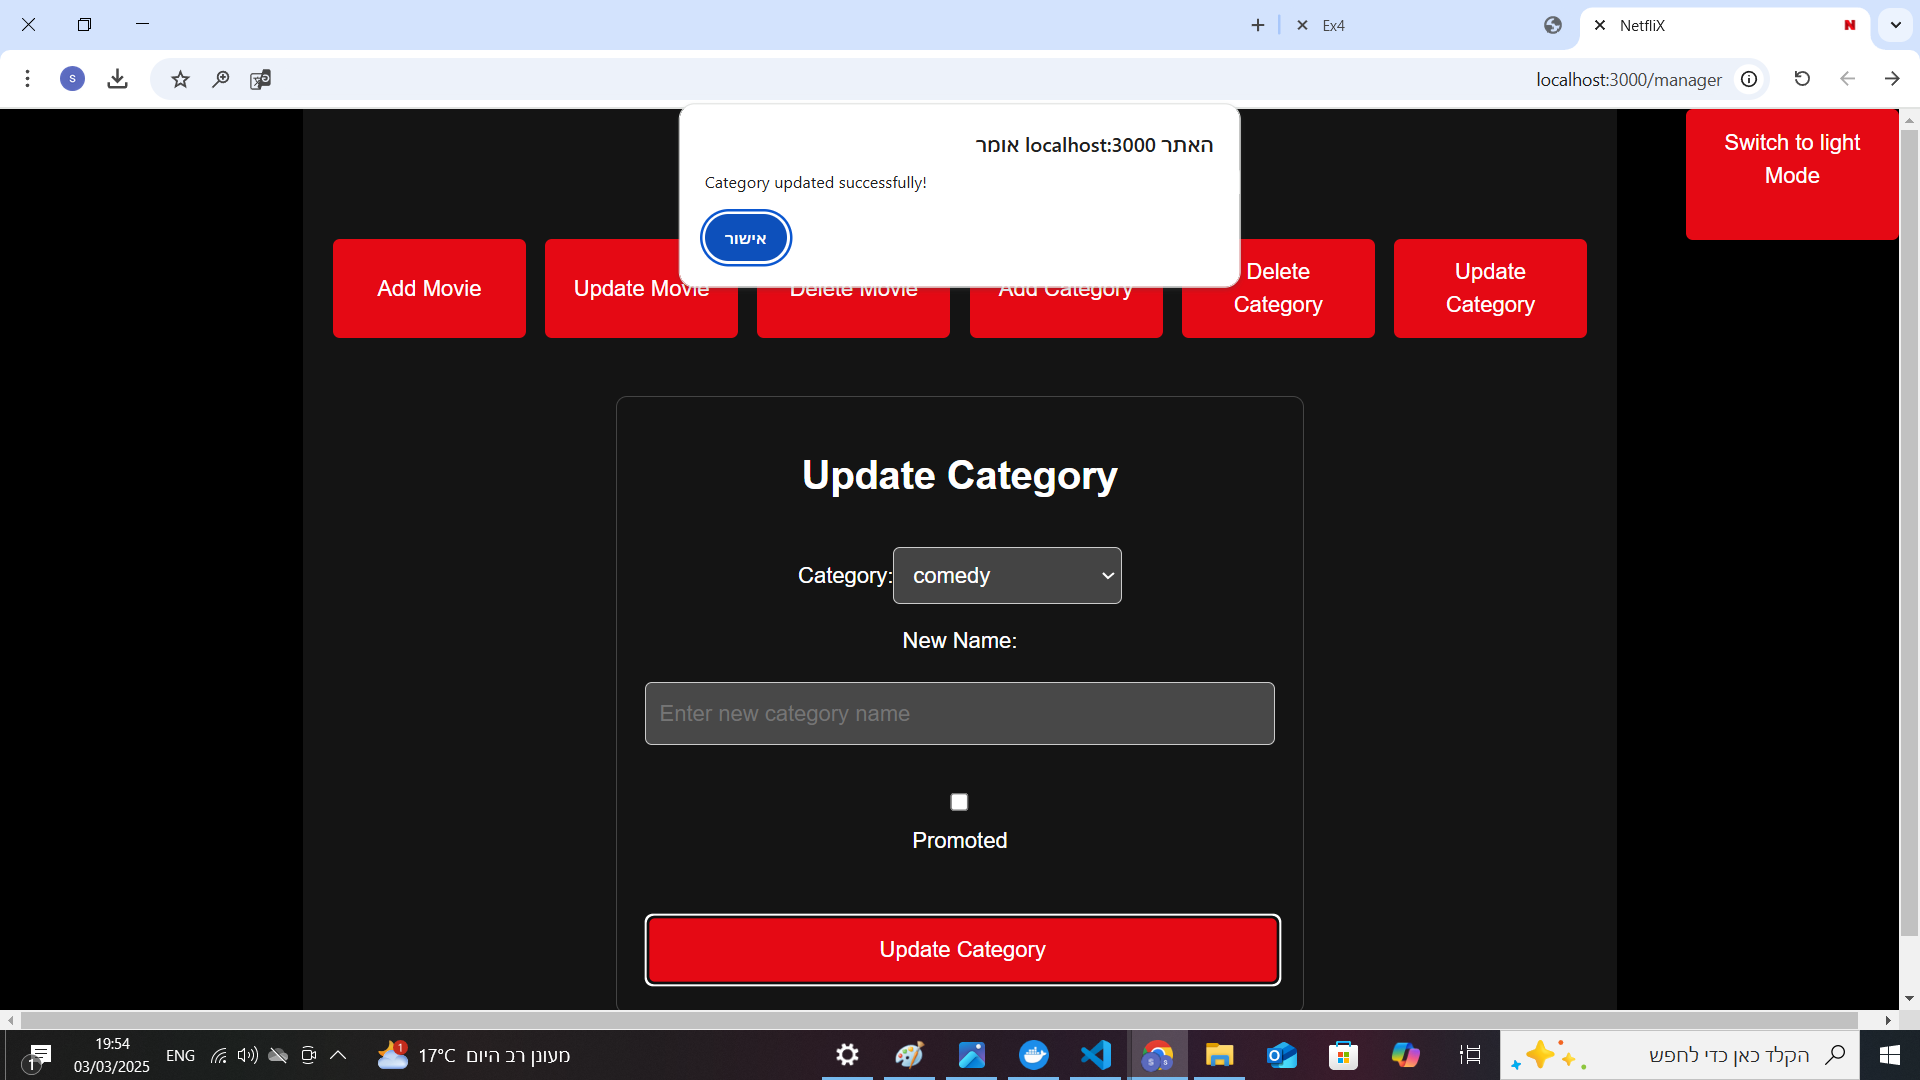 Ex4
NetfliX
localhost:3000/manager
S
האתר localhost:3000 אומר
Category updated successfully!
אישור
Switch to light
Mode
Add Movie
Update Movie
Delete Movie
Add Category
Delete
Category
Update
Category
Update Category
Category:
comedy
New Name:
Enter new category name
Promoted
Update Category
1
19:54
03/03/2025
ENG
1
17°C מעונן רב היום
הקלד כאן כדי לחפש